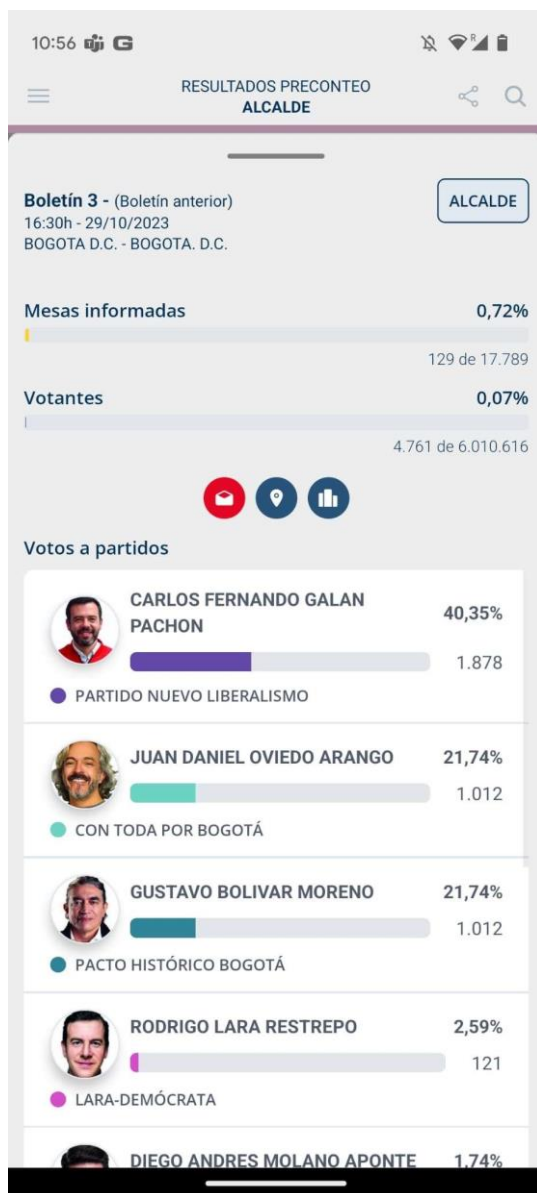 10:56
RESULTADOS PRECONTEO
ALCALDE
Boletín 3 - (Boletín anterior)
ALCALDE
16:30h - 29/10/2023
BOGOTA D.C. - BOGOTA. D.C.
Mesas informadas 0,72%
129 de 17.789
Votantes 0,07%
4.761 de 6.010.616
Votos a partidos
CARLOS FERNANDO GALAN
PACHON
40,35%
1.878
PARTIDO NUEVO LIBERALISMO
JUAN DANIEL OVIEDO ARANGO 21,74%
1.012
CON TODA POR BOGOTÁ
GUSTAVO BOLIVAR MORENO 21,74%
1.012
PACTO HISTÓRICO BOGOTÁ
RODRIGO LARA RESTREPO 2,59%
121
LARA-DEMÓCRATA
DIEGO ANDRES MOLANO APONTE 1,74%